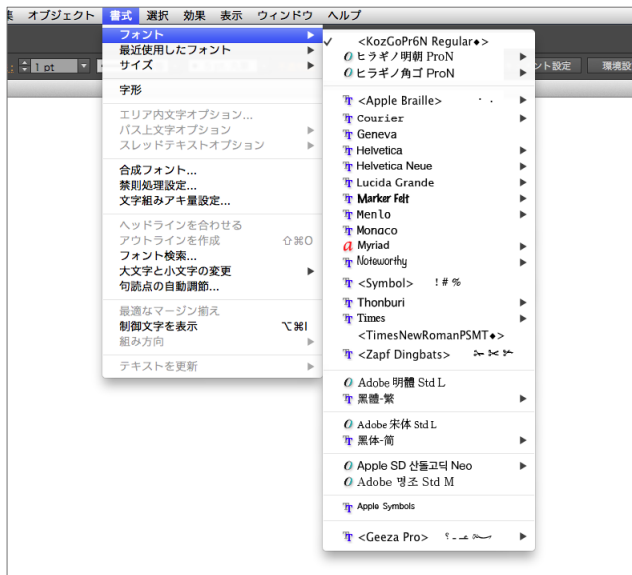 集 オブジェクト 書式 選択 効果 表示 ウィンドウ ヘルプ
1 pt
ント設定 環境設
フォント
最近使用したフォント
サイズ
字形
エリア内文字オプション...
パス上文字オプション
スレッドテキストオプション
合成フォント...
禁則処理設定...
文字組みアキ量設定...
ヘッドラインを合わせる
アウトラインを作成 ⇧⌘O
フォント検索...
大文字と小文字の変更
句読点の自動調節...
最適なマージン揃え
制御文字を表示 ⌥⌘I
組み方向
テキストを更新
✓ <KozGoPr6N Regular◆>
ヒラギノ明朝 ProN
ヒラギノ角ゴ ProN
<Apple Braille>
Courier
Geneva
Helvetica
Helvetica Neue
Lucida Grande
Marker Felt
Menlo
Monaco
Myriad
Noteworthy
<Symbol> ! # %
Thonburi
Times
<TimesNewRomanPSMT◆>
<Zapf Dingbats>
Adobe 明體 Std L
黑體-繁
Adobe 宋体 Std L
黑体-简
Apple SD 산돌고딕 Neo
Adobe 명조 Std M
Apple Symbols
<Geeza Pro>